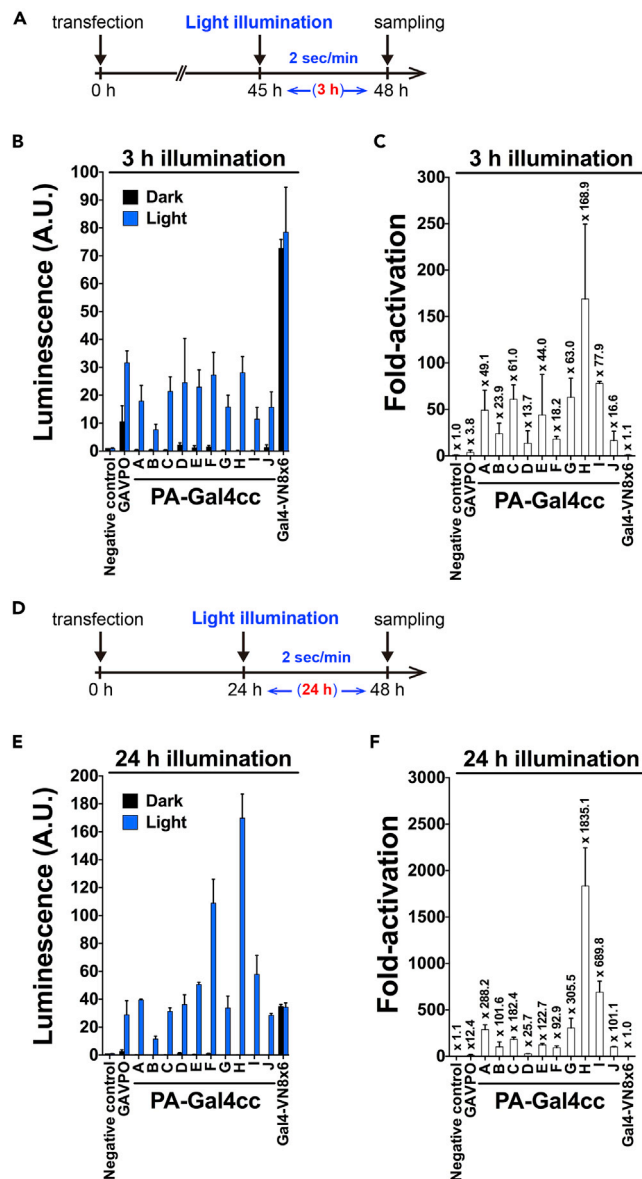 A
transfection
Light illumination
sampling
2 sec/min
0 h
45 h
(3 h)
48 h
B
3 h illumination
Luminescence (A.U.)
100
90
80
70
60
50
40
30
20
10
0
Dark
Light
Negative control
GAVPO
A
B
C
D
E
F
G
H
I
J
Gal4-VN8x6
PA-Gal4cc
C
3 h illumination
Fold-activation
300
250
200
150
100
50
0
x 1.0
x 3.8
x 49.1
x 23.9
x 61.0
x 13.7
x 44.0
x 18.2
x 63.0
x 168.9
x 77.9
x 16.6
x 1.1
Negative control
GAVPO
A
B
C
D
E
F
G
H
I
J
Gal4-VN8x6
PA-Gal4cc
D
transfection
Light illumination
sampling
2 sec/min
0 h
24 h
(24 h)
48 h
E
24 h illumination
Luminescence (A.U.)
200
180
160
140
120
100
80
60
40
20
0
Dark
Light
Negative control
GAVPO
A
B
C
D
E
F
G
H
I
J
Gal4-VN8x6
PA-Gal4cc
F
24 h illumination
Fold-activation
3000
2500
2000
1500
1000
500
0
x 1.1
x12.4
x 288.2
x 101.6
x 182.4
x 25.7
x 122.7
x 92.9
x 305.5
x 1835.1
x 689.8
x 101.1
x 1.0
Negative control
GAVPO
A
B
C
D
E
F
G
H
I
J
Gal4-VN8x6
PA-Gal4cc